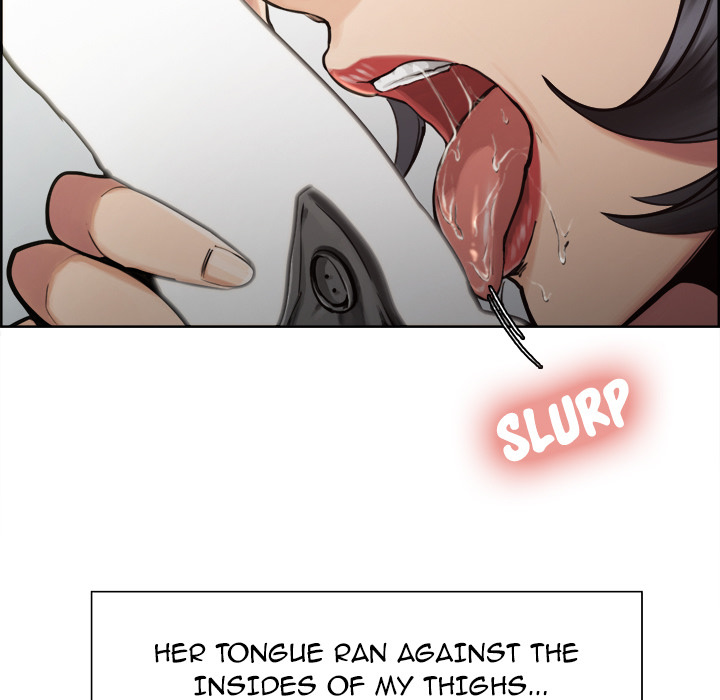 SLURP
HER TONGUE RAN AGAINST THE
INSIDES OF MY THIGHS...